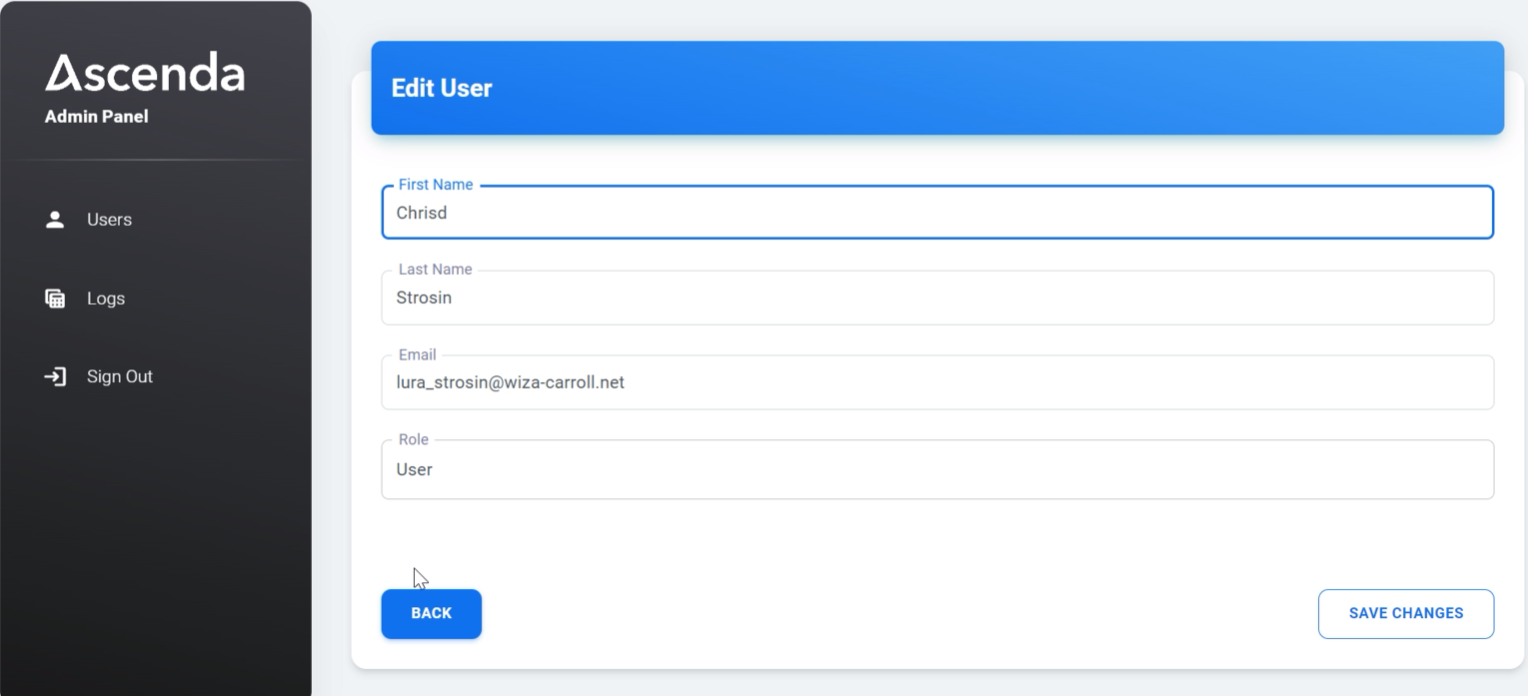 Ascenda
Admin Panel
Users
Logs
Sign Out
Edit User
First Name
Chrisd
Last Name
Strosin
Email
lura_strosin@wiza-carroll.net
Role
User
BACK
SAVE CHANGES